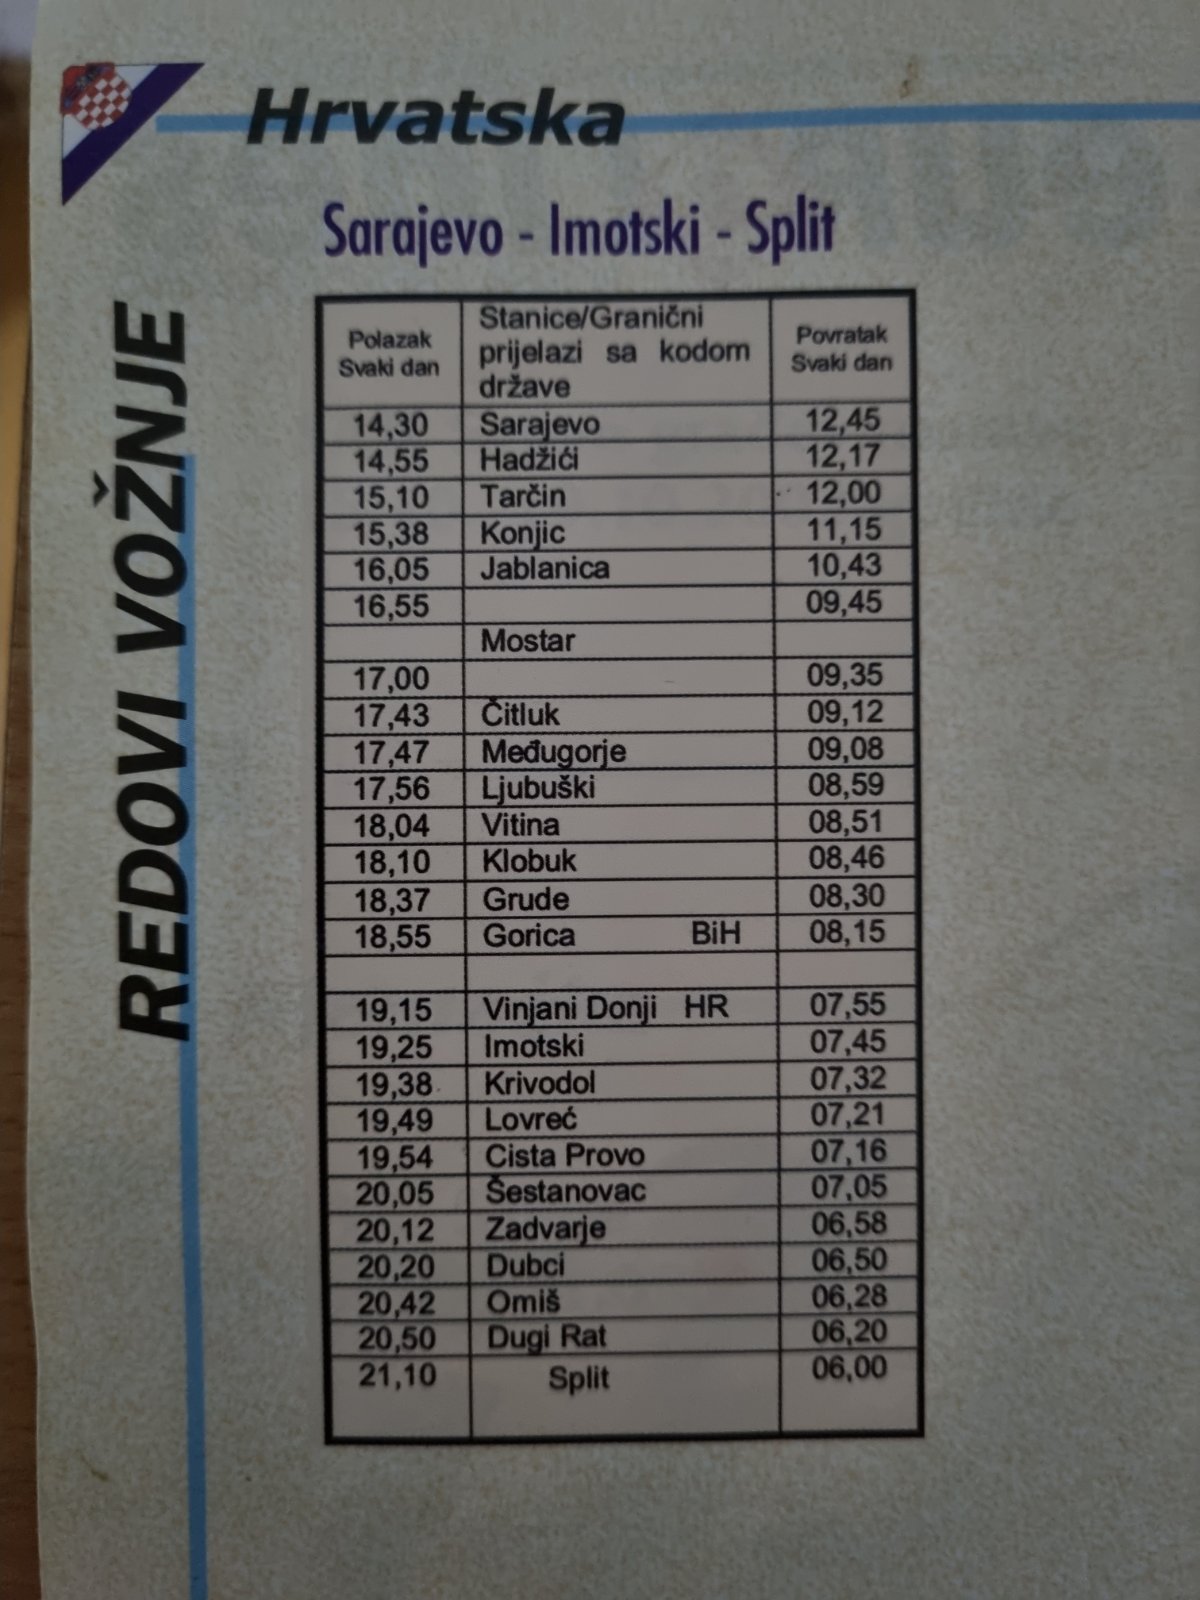 Hrvatska
Sarajevo - Imotski - Split
REDOVI VOŽNJE
Polazak Svaki dan Stanice/Granični prijelazi sa kodom države Povratak Svaki dan
14,30 Sarajevo 12,45
14,55 Hadžići 12,17
15,10 Tarčin 12,00
15,38 Konjic 11,15
16,05 Jablanica 10,43
16,55 09,45
Mostar
17,00 09,35
17,43 Čitluk 09,12
17,47 Međugorje 09,08
17,56 Ljubuški 08,59
18,04 Vitina 08,51
18,10 Klobuk 08,46
18,37 Grude 08,30
18,55 Gorica BiH 08,15
19,15 Vinjani Donji HR 07,55
19,25 Imotski 07,45
19,38 Krivodol 07,32
19,49 Lovreć 07,21
19,54 Cista Provo 07,16
20,05 Šestanovac 07,05
20,12 Zadvarje 06,58
20,20 Dubci 06,50
20,42 Omiš 06,28
20,50 Dugi Rat 06,20
21,10 Split 06,00